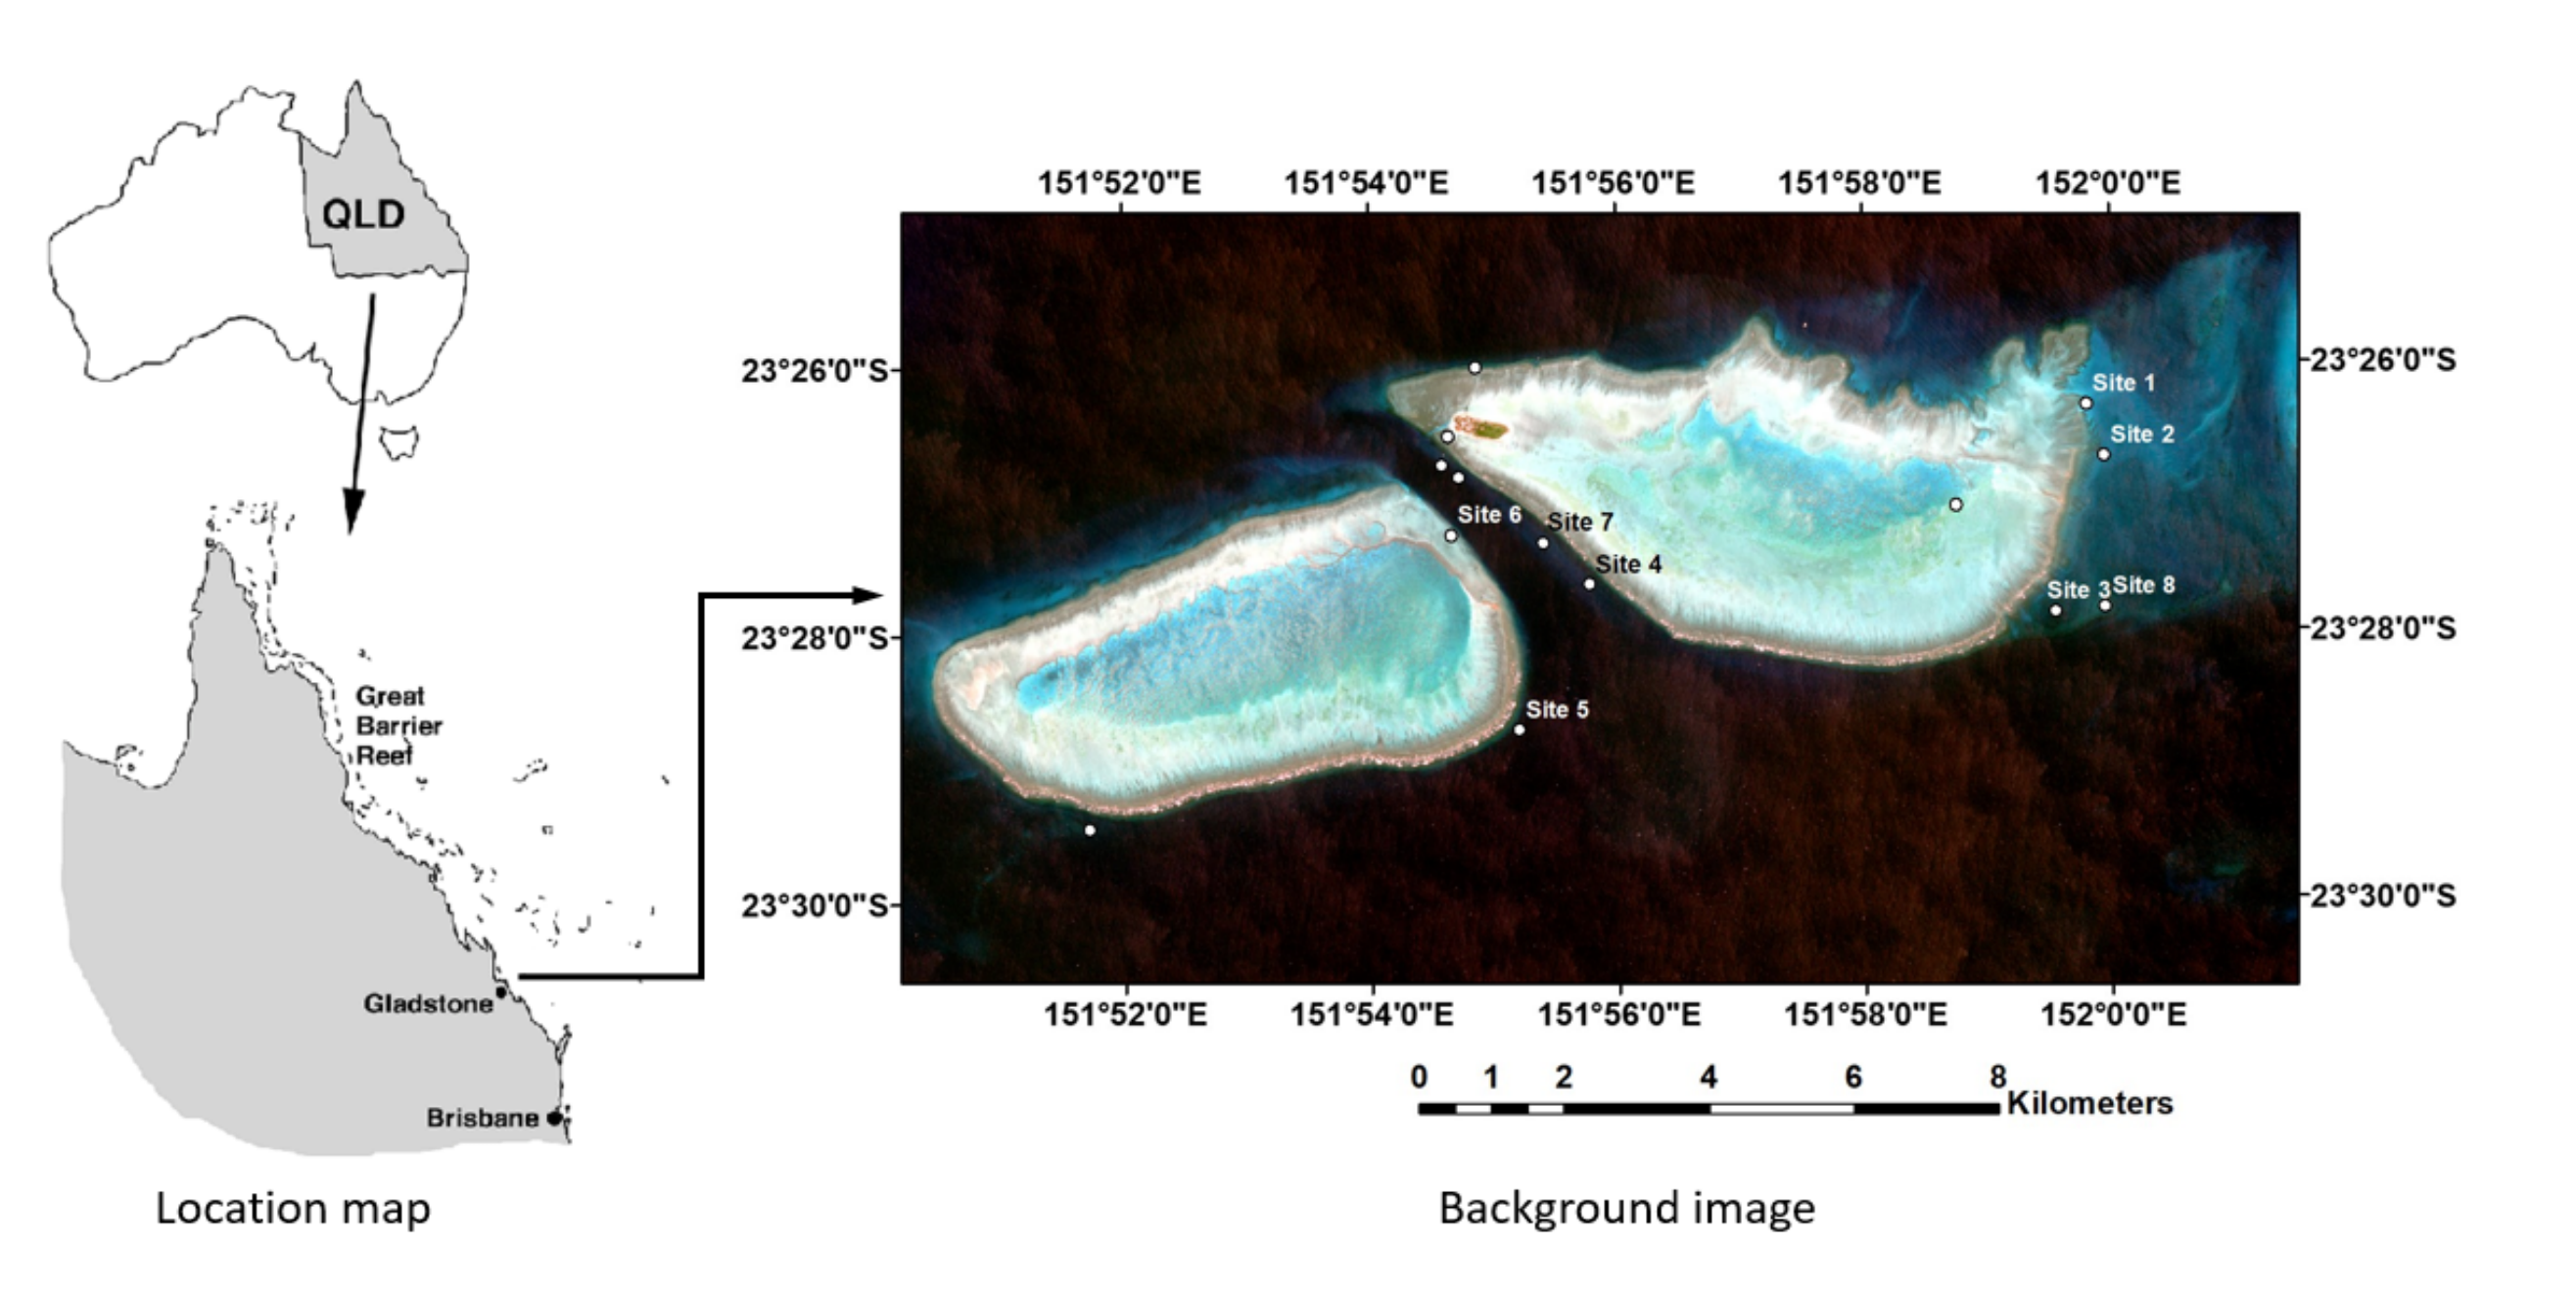 QLD
Great
Barrier
Reef
Gladstone
Brisbane
Location map
151°52'0"E 151°54'0"E 151°56'0"E 151°58'0"E 152°0'0"E
23°26'0"S 23°26'0"S
Site 1
Site 2
Site 6
Site 7
Site 4
Site 3 Site 8
23°28'0"S 23°28'0"S
Site 5
23°30'0"S 23°30'0"S
151°52'0"E 151°54'0"E 151°56'0"E 151°58'0"E 152°0'0"E
0 1 2 4 6 8
Kilometers
Background image